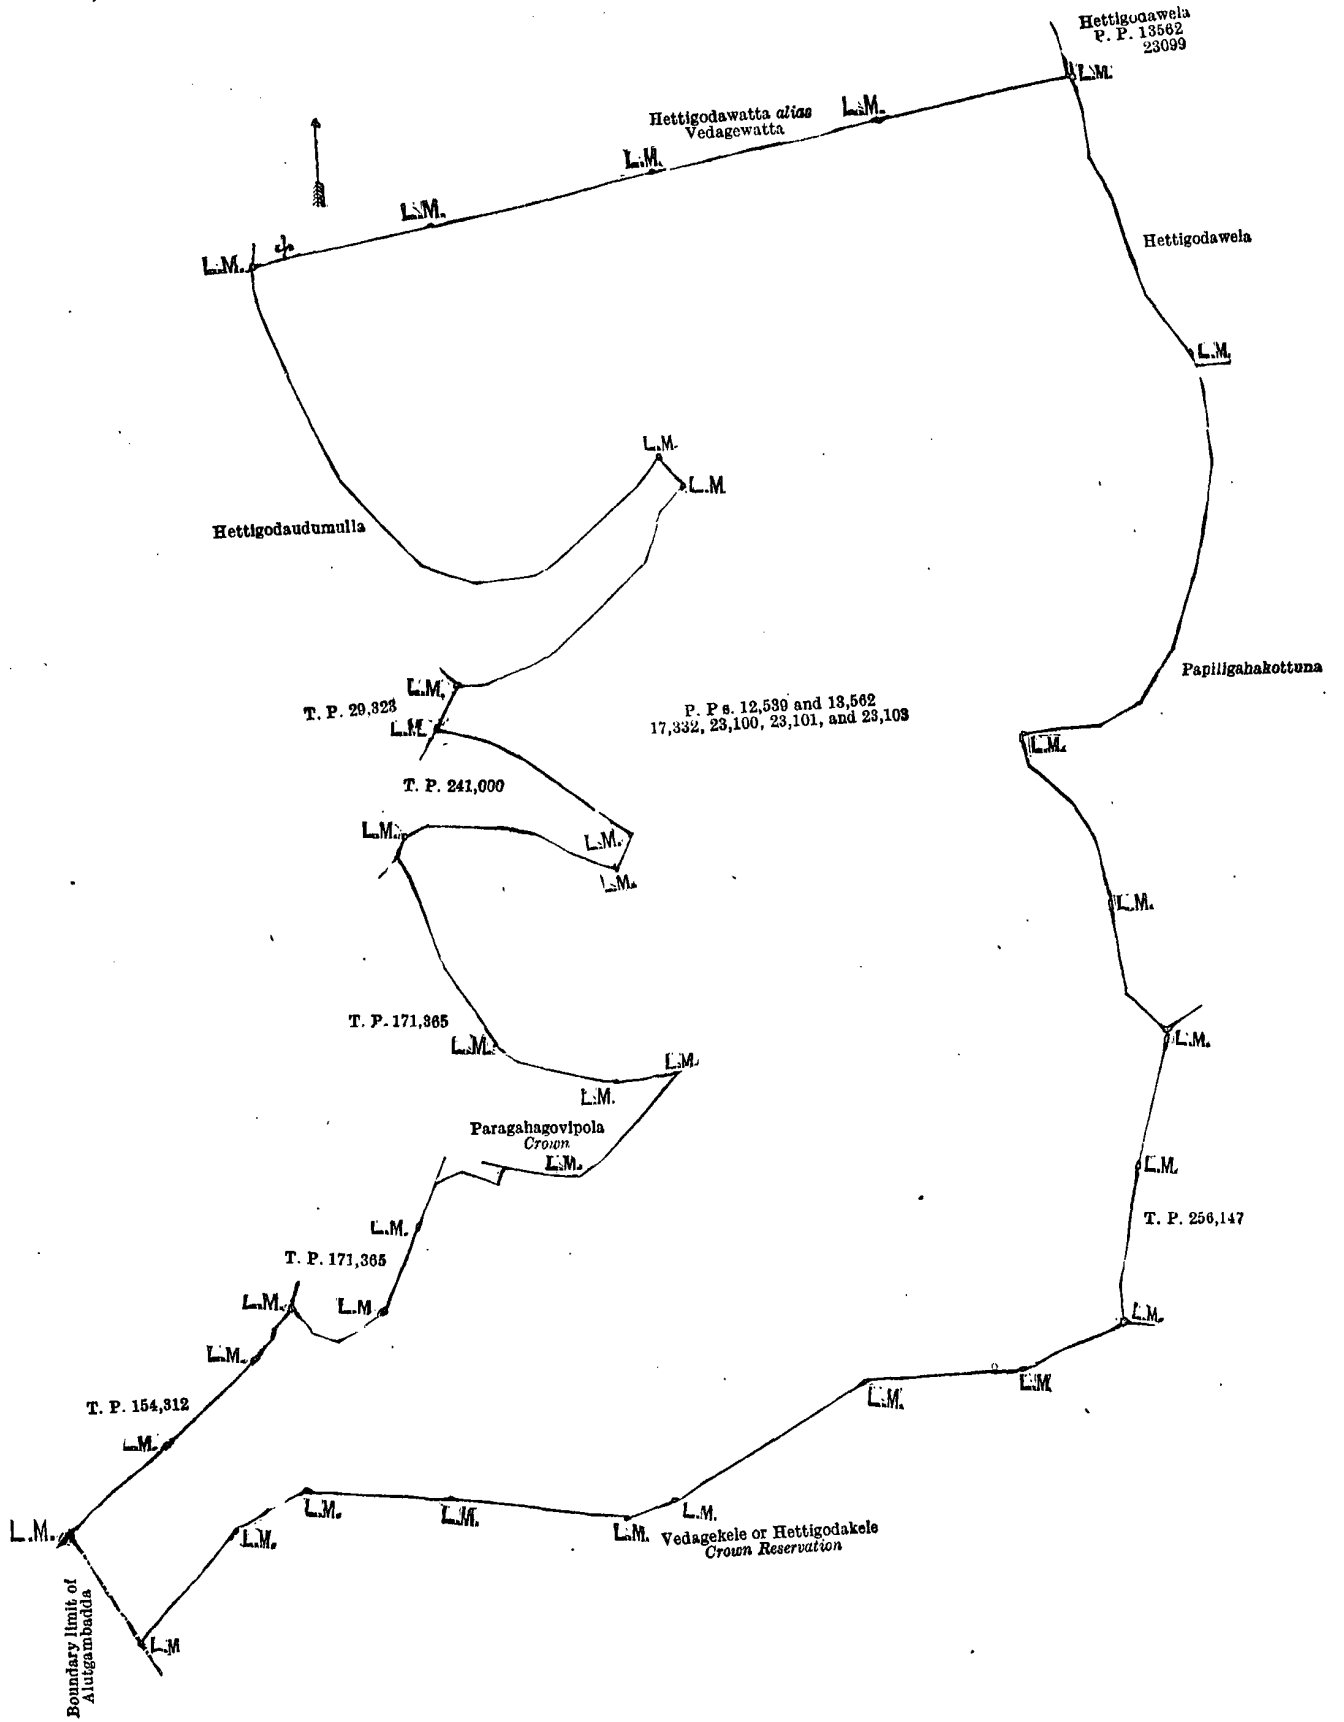 Hettigodawela
P. P. 13562
23099
L.M.
Hettigodawatta alias
Vedagewatta
L.M.
L.M.
L.M.
L.M.
Hettigodawela
L.M.
L.M.
L.M.
Hettigodaudumulla
Papiligahakottuna
L.M.
T. P. 29,323
L.M.
P. Ps. 12,539 and 13,562
17,332, 23,100, 23,101, and 23,103
L.M.
T. P. 241,000
L.M.
L.M.
L.M.
L.M.
T. P. 171,365
L.M.
L.M.
L.M.
L.M.
Paragahagovipola
Crown
L.M.
L.M.
T. P. 256,147
L.M.
T. P. 171,365
L.M.
L.M.
L.M.
L.M.
L.M.
L.M.
T. P. 154,312
L.M.
L.M.
L.M.
L.M.
L.M.
L.M.
L.M.
L.M.
Vedagekele or Hettigodakele
Crown Reservation
Boundary limit of
Alutgambadda
L.M